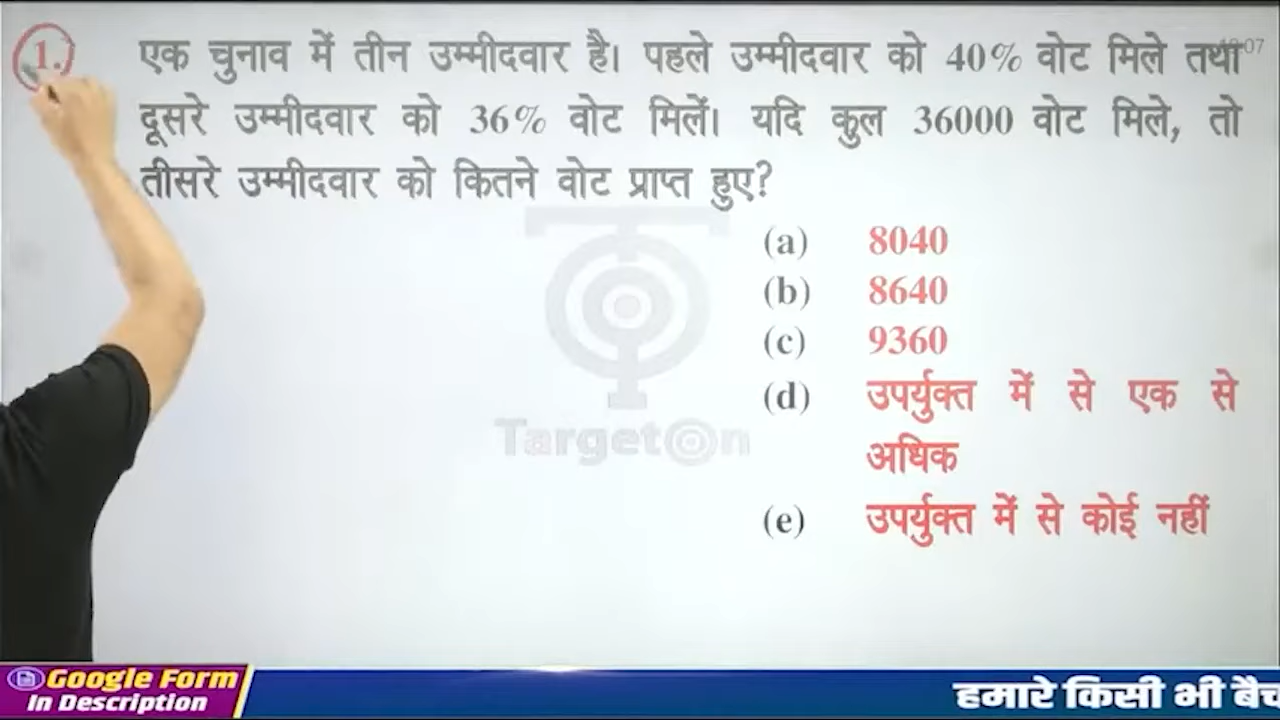 1. एक चुनाव में तीन उम्मीदवार है। पहले उम्मीदवार को 40% वोट मिले तथा
दूसरे उम्मीदवार को 36% वोट मिलें। यदि कुल 36000 वोट मिले, तो
तीसरे उम्मीदवार को कितने वोट प्राप्त हुए?
(a) 8040
(b) 8640
(c) 9360
(d) उपर्युक्त में से एक से
अधिक
(e) उपर्युक्त में से कोई नहीं
TargetOn
Google Form
In Description
हमारे किसी भी बैच